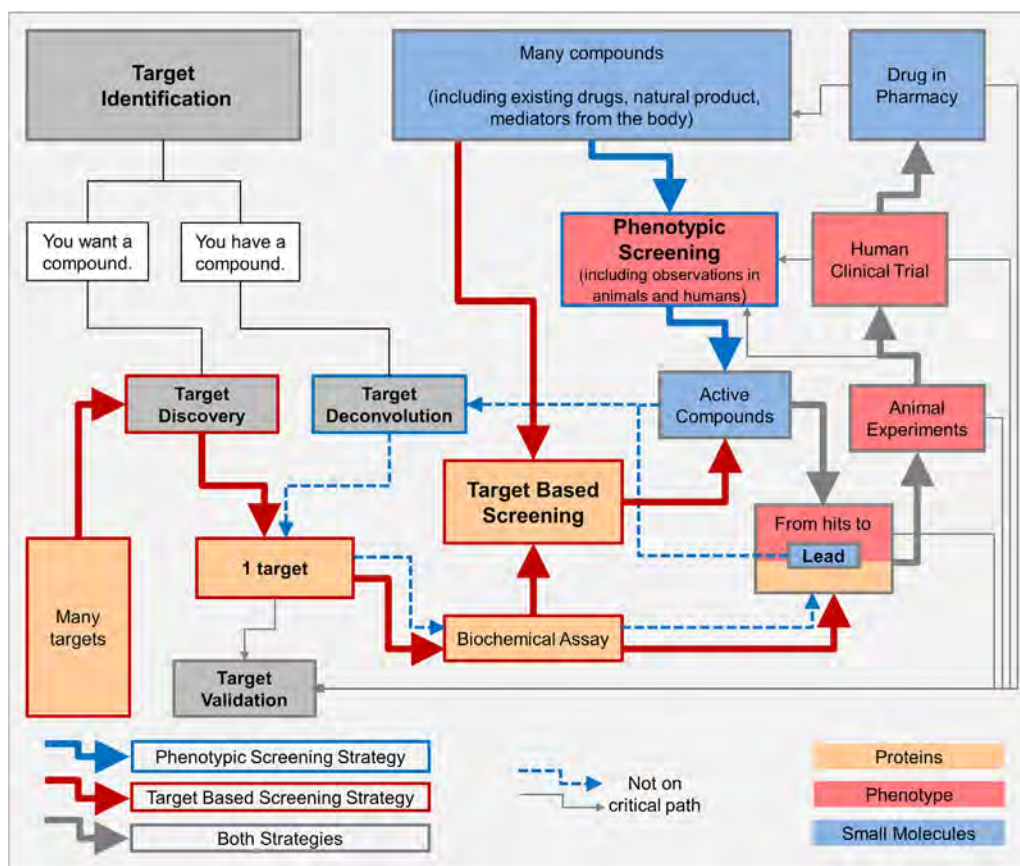 Target
Identification
Many compounds
(including existing drugs, natural product,
mediators from the body)
Drug in
Pharmacy
You want a
compound.
You have a
compound.
Phenotypic
Screening
(including observations in
animals and humans)
Human
Clinical Trial
Target
Discovery
Target
Deconvolution
Active
Compounds
Animal
Experiments
Target Based
Screening
From hits to
Lead
1 target
Many
targets
Biochemical Assay
Target
Validation
Phenotypic Screening Strategy
Target Based Screening Strategy
Both Strategies
Not on
critical path
Proteins
Phenotype
Small Molecules